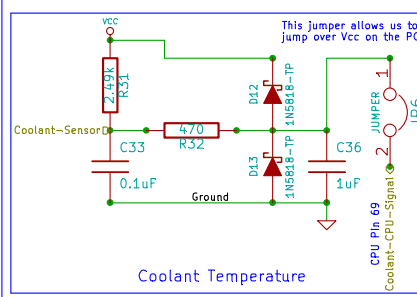 vcc
This jumper allows us to
jump over Vcc on the PC
2.49k
R31
D12
1N5818-TP
1
JUMPER
2
Coolant-Sensor
470
R32
C33
0.1uF
D13
1N5818-TP
C36
1uF
Ground
CPU Pin 69
Coolant-CPU-Signal
Coolant Temperature